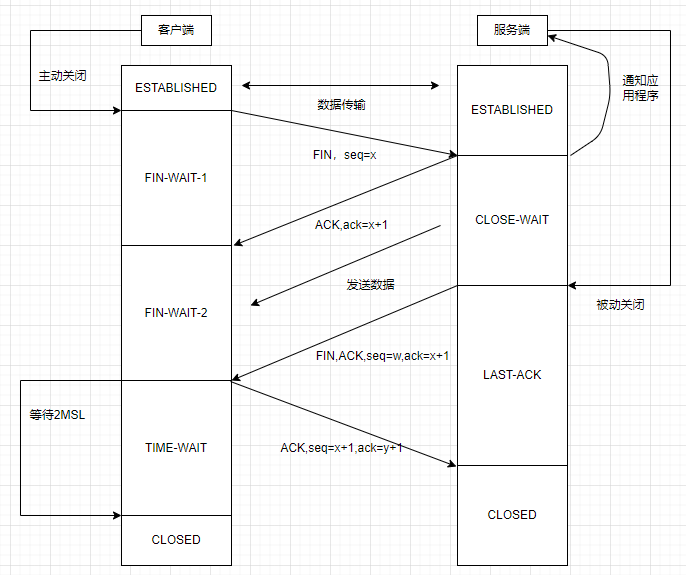 客户端
服务端
主动关闭
通知应
用程序
ESTABLISHED
数据传输
ESTABLISHED
FIN，seq=x
FIN-WAIT-1
ACK,ack=x+1
CLOSE-WAIT
发送数据
被动关闭
FIN-WAIT-2
FIN,ACK,seq=w,ack=x+1
LAST-ACK
等待2MSL
TIME-WAIT
ACK,seq=x+1,ack=y+1
CLOSED
CLOSED